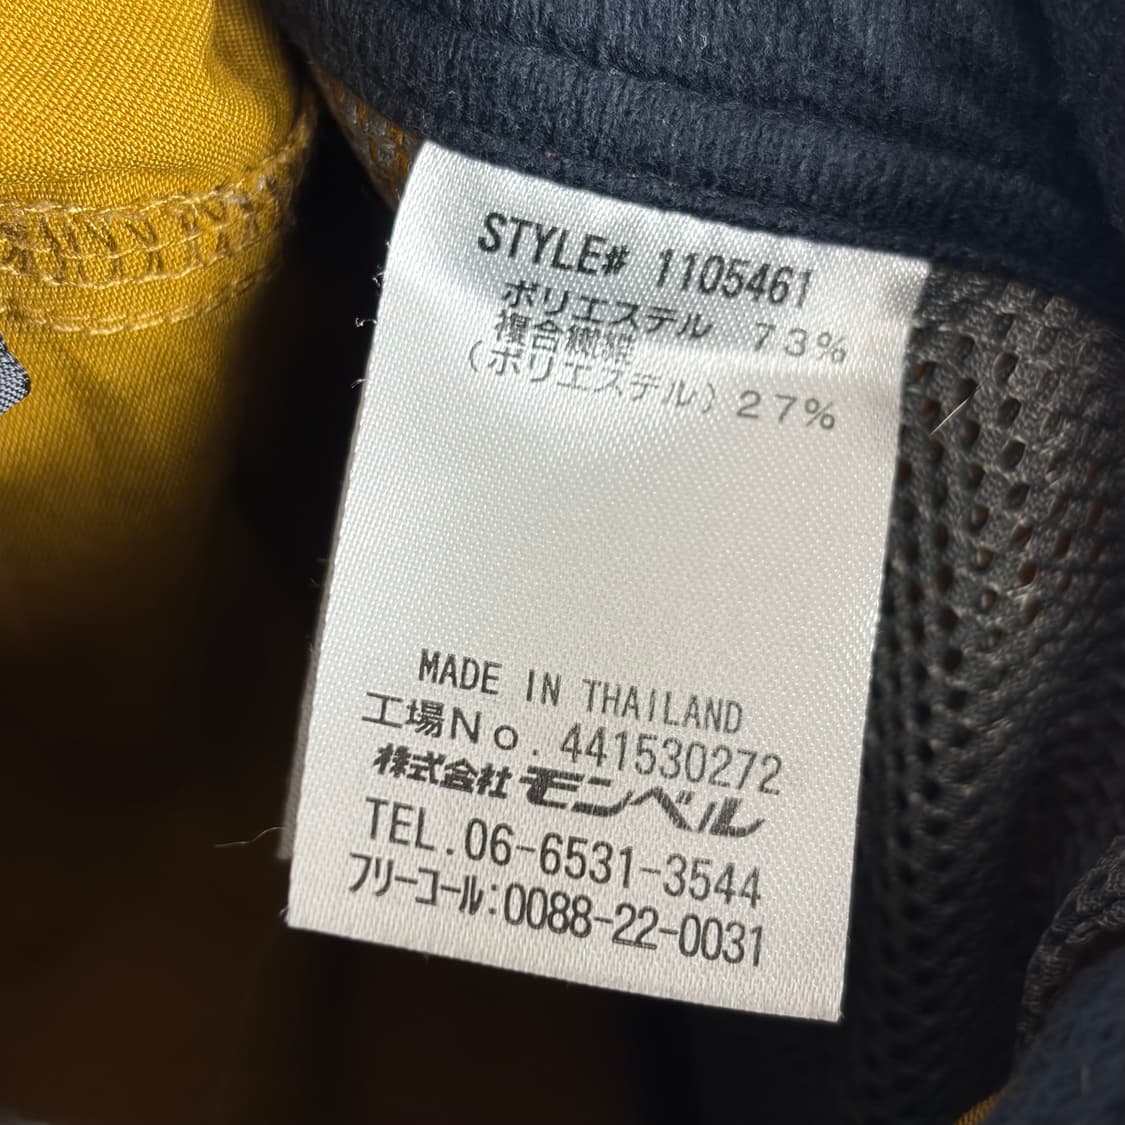 STYLE# 1105461
ポリエステル 73%
複合繊維
(ポリエステル) 27%
MADE IN THAILAND
工場No. 441530272
株式会社モンベル
TEL.06-6531-3544
フリーコール:0088-22-0031